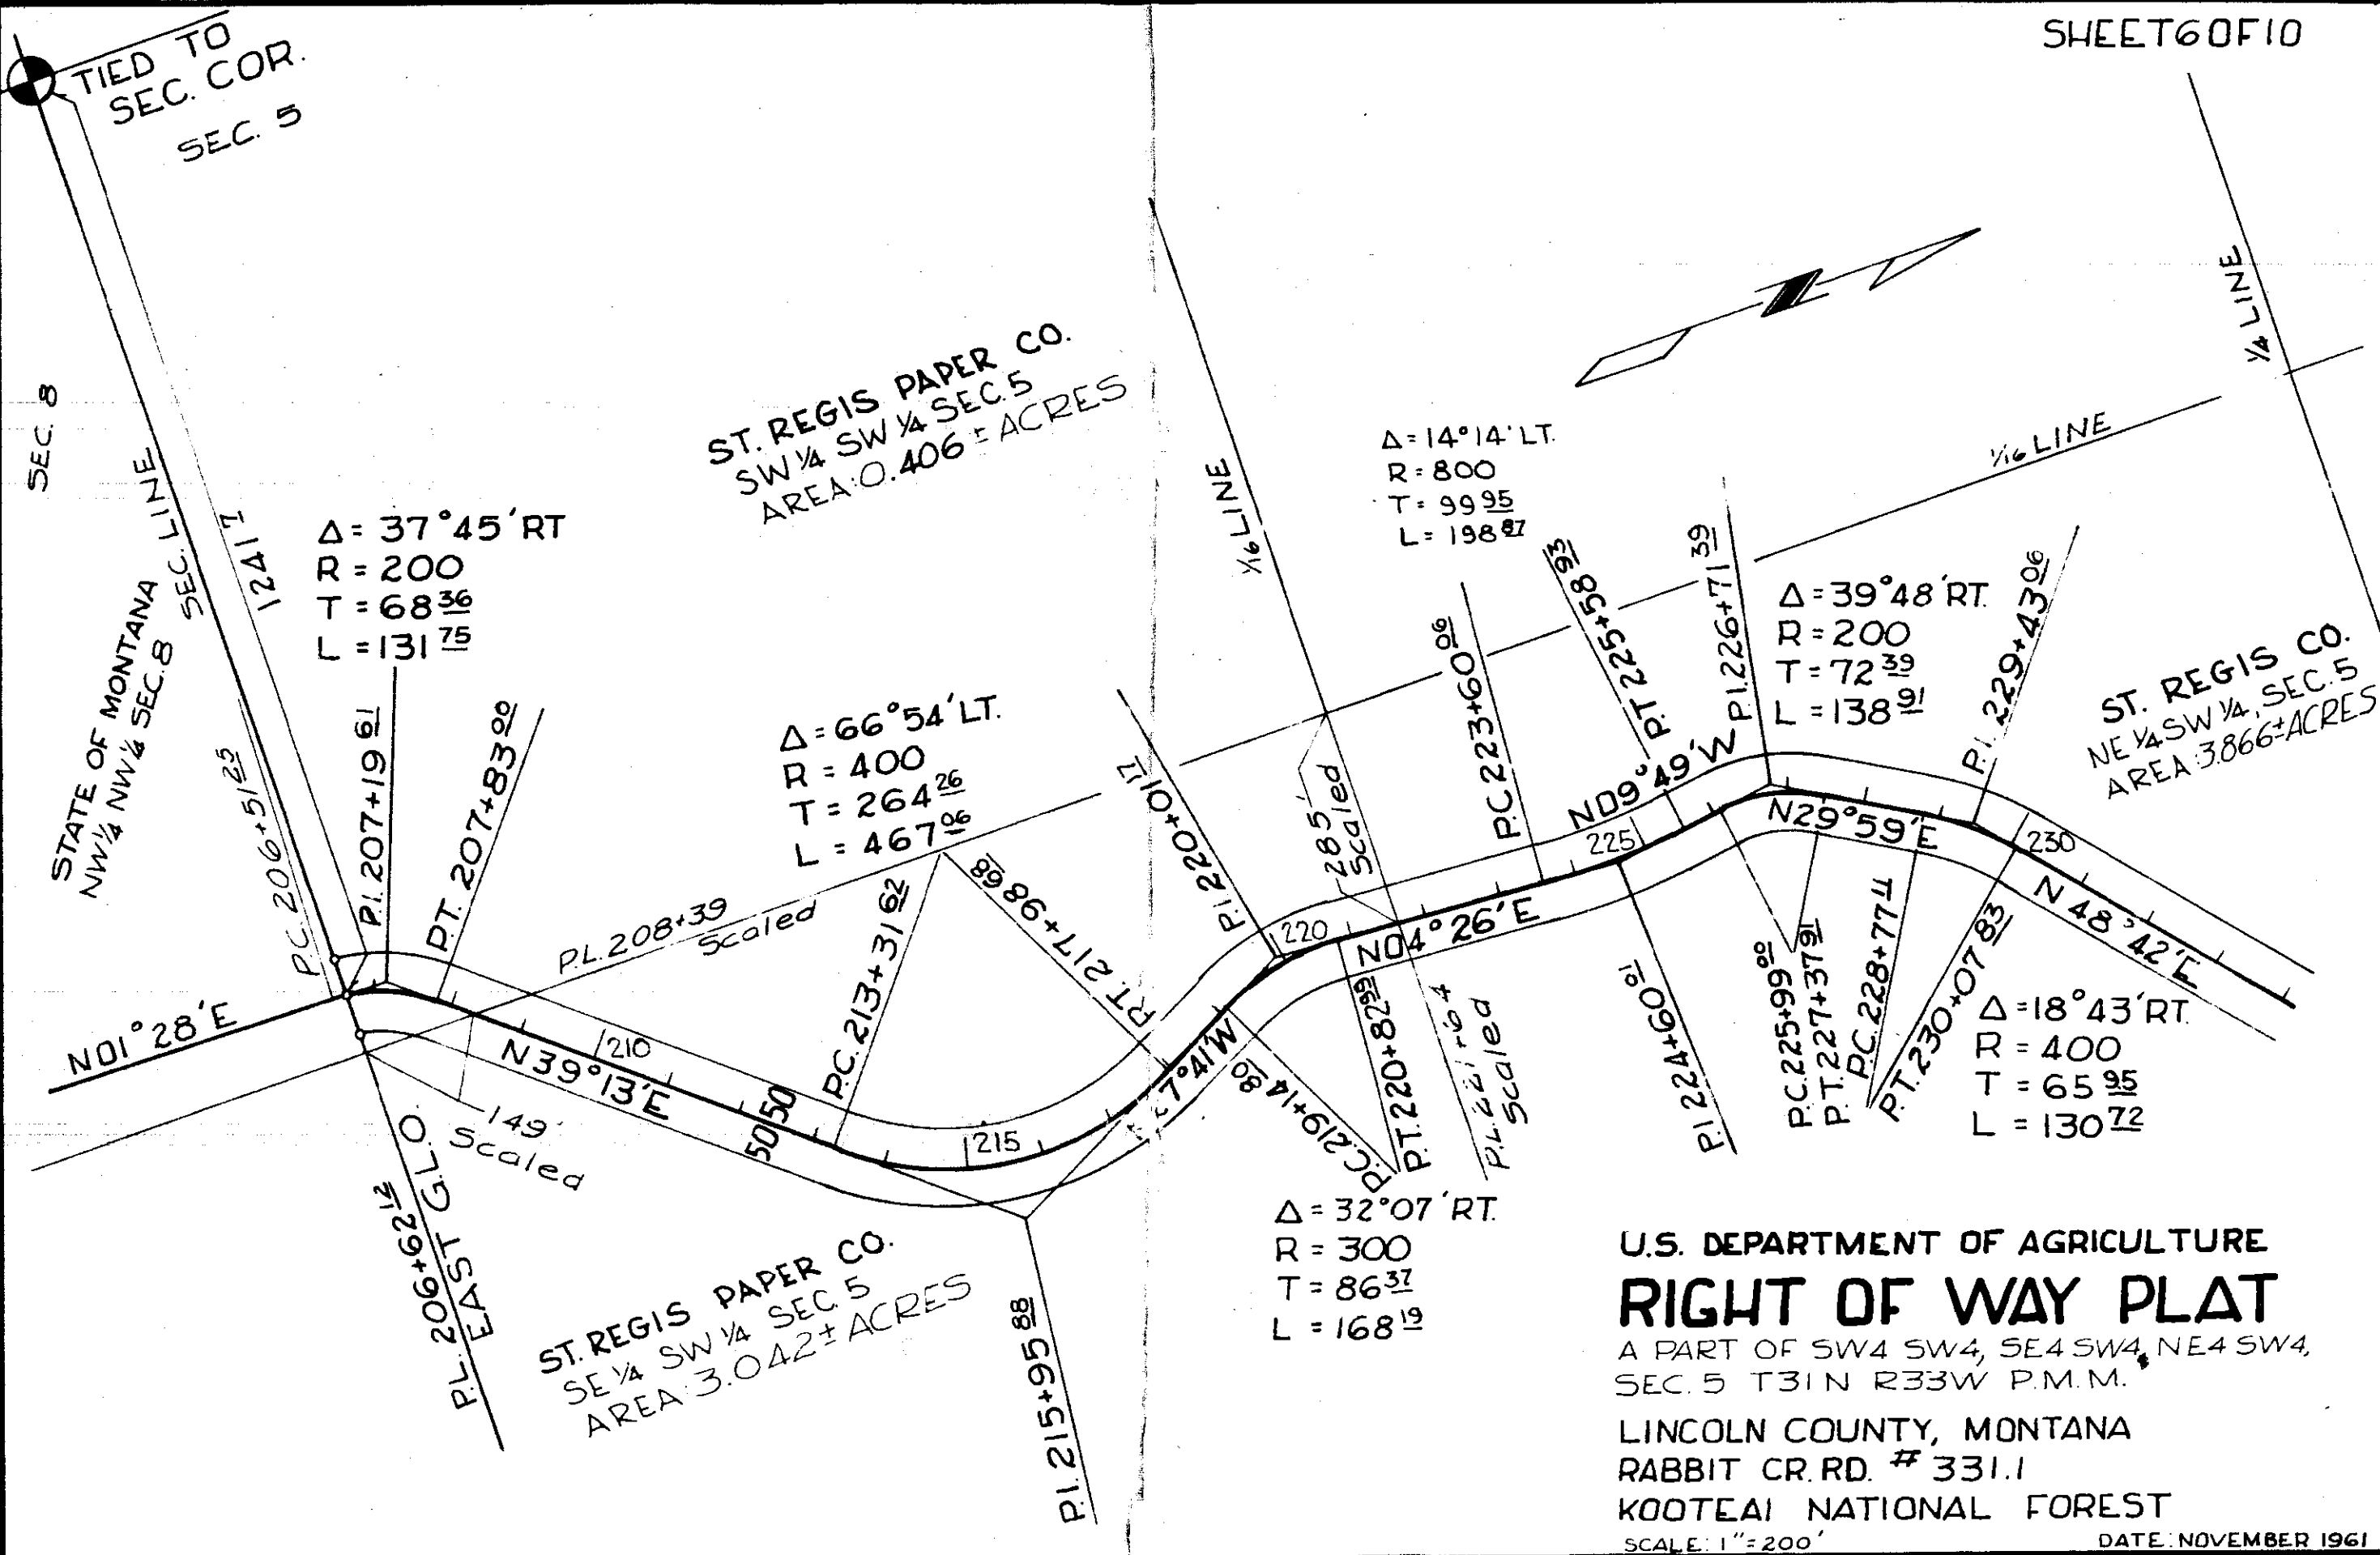 SHEET 6 OF 10
TIED TO
SEC. COR.
SEC. 5
SEC. 8
SEC. LINE
1241 7
STATE OF MONTANA
NW¼ NW¼ SEC. 8
Δ = 37°45' RT
R = 200
T = 68 36
L = 131 75
P.C. 206+51 25
P.I. 207+19 61
P.T. 207+83 00
N01°28'E
ST. REGIS PAPER CO.
SW ¼ SW ¼ SEC. 5
AREA: 0.406 ± ACRES
Δ = 66°54' LT.
R = 400
T = 264 26
L = 467 06
P.L. 208+39
Scaled
P.C. 213+31 62
P.T. 217+98 68
N39°13'E
210
50 50
215
149'
Scaled
P.L. 206+62 12
EAST G.L.O.
ST. REGIS PAPER CO.
SE ¼ SW ¼ SEC. 5
AREA: 3.042 ± ACRES
P.I. 215+95 88
7°41'W
P.I. 220+01 17
P.C. 219+14 80
P.T. 220+82 99
Δ = 32°07' RT.
R = 300
T = 86 37
L = 168 19
1/16 LINE
285'
Scaled
220
N04°26'E
P.L. 221+64
Scaled
Δ = 14°14' LT.
R = 800
T = 99 95
L = 198 87
P.C. 223+60 06
P.T. 225+58 93
P.I. 224+60 01
225
N09°49'W
P.I. 226+71 39
Δ = 39°48' RT.
R = 200
T = 72 39
L = 138 91
P.C. 225+99 00
P.T. 227+37 91
N29°59'E
P.C. 228+77 11
P.I. 229+43 06
P.T. 230+07 83
230
N48°42'E
Δ = 18°43' RT.
R = 400
T = 65 95
L = 130 72
1/16 LINE
¼ LINE
ST. REGIS CO.
NE ¼ SW ¼, SEC. 5
AREA: 3.866 ± ACRES
U.S. DEPARTMENT OF AGRICULTURE
RIGHT OF WAY PLAT
A PART OF SW4 SW4, SE4 SW4, & NE4 SW4,
SEC. 5 T31N R33W P.M.M.
LINCOLN COUNTY, MONTANA
RABBIT CR. RD. # 331.1
KOOTEAI NATIONAL FOREST
SCALE: 1" = 200'
DATE: NOVEMBER 1961